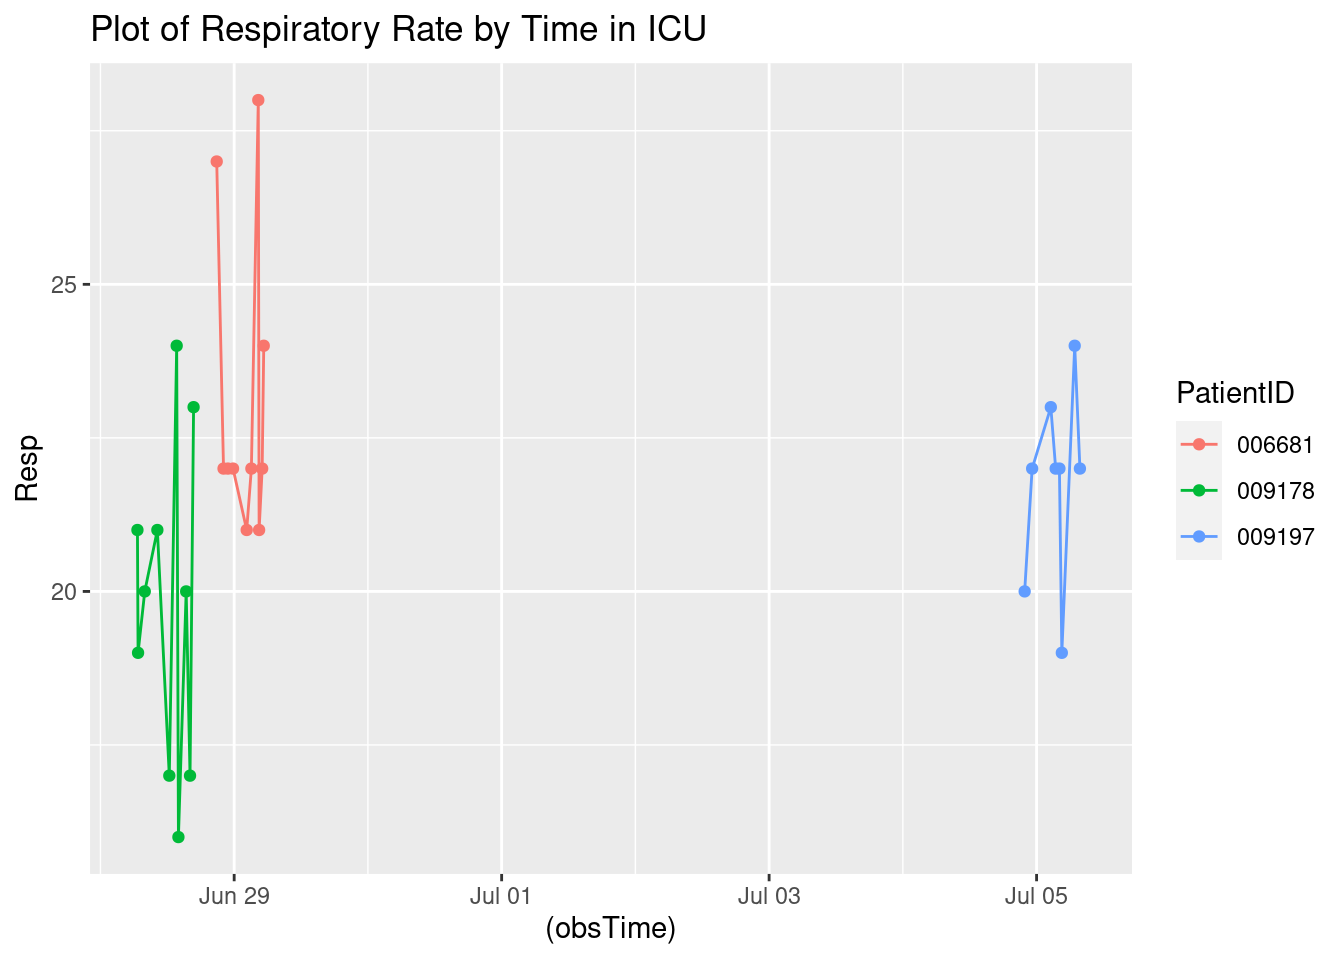 Plot of Respiratory Rate by Time in ICU
25
20
Resp
Jun 29
Jul 01
Jul 03
Jul 05
(obsTime)
PatientID
006681
009178
009197